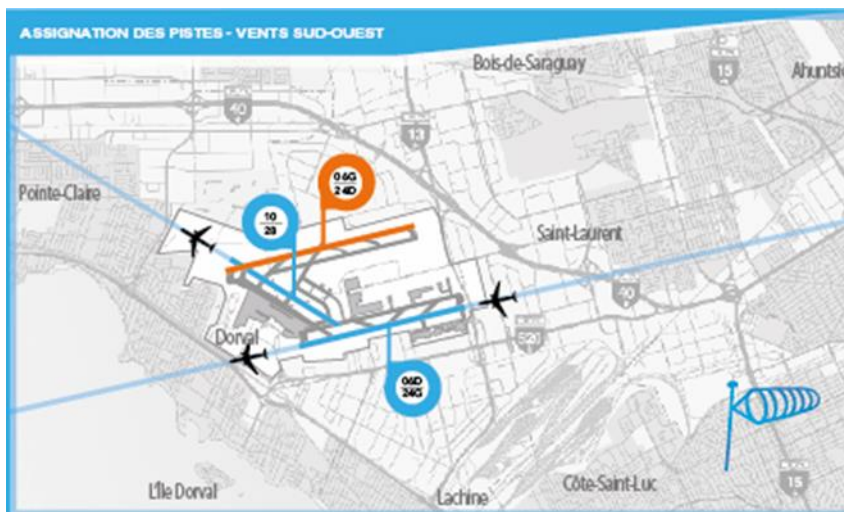 ASSIGNATION DES PISTES - VENTS SUD-OUEST
Bois-de-Saraguay
15
Ahuntsic
40
13
Pointe-Claire
06G
24D
10
28
Saint-Laurent
40
Dorval
520
06D
24G
L'Île Dorval
Lachine
Côte-Saint-Luc
15